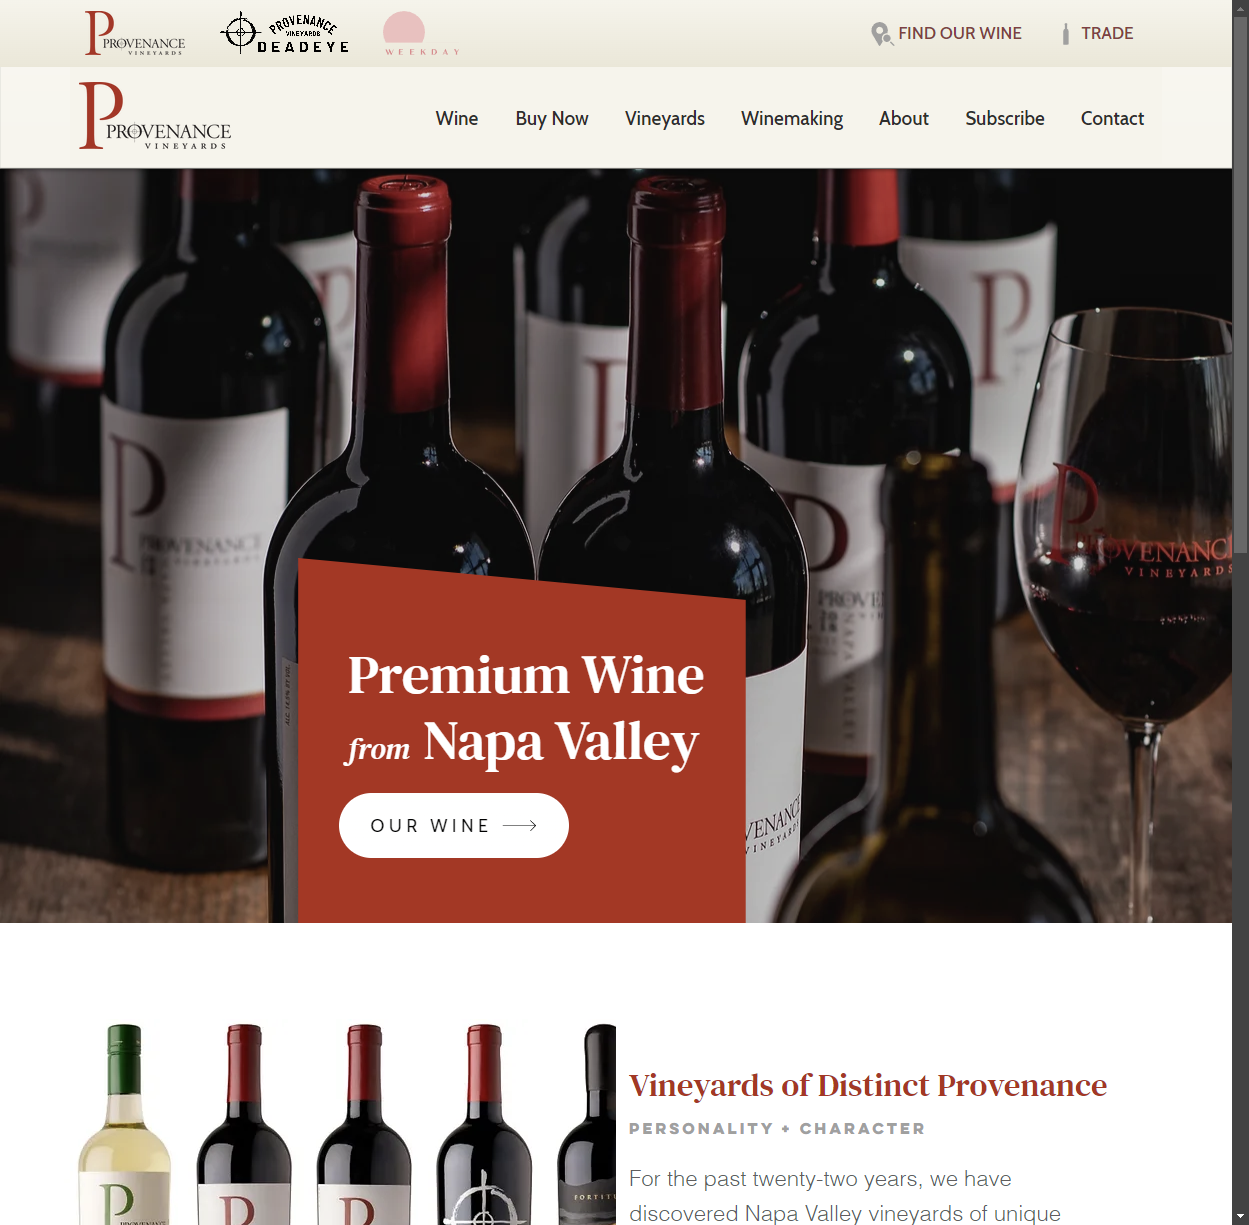 PROVENANCE
VINEYARDS
PROVENANCE
VINEYARDS
DEADEYE
WEEKDAY
FIND OUR WINE
TRADE
PROVENANCE
VINEYARDS
Wine
Buy Now
Vineyards
Winemaking
About
Subscribe
Contact
PROVENANCE
VINEYARDS
Premium Wine
from Napa Valley
OUR WINE
Vineyards of Distinct Provenance
PERSONALITY + CHARACTER
For the past twenty-two years, we have
discovered Napa Valley vineyards of unique